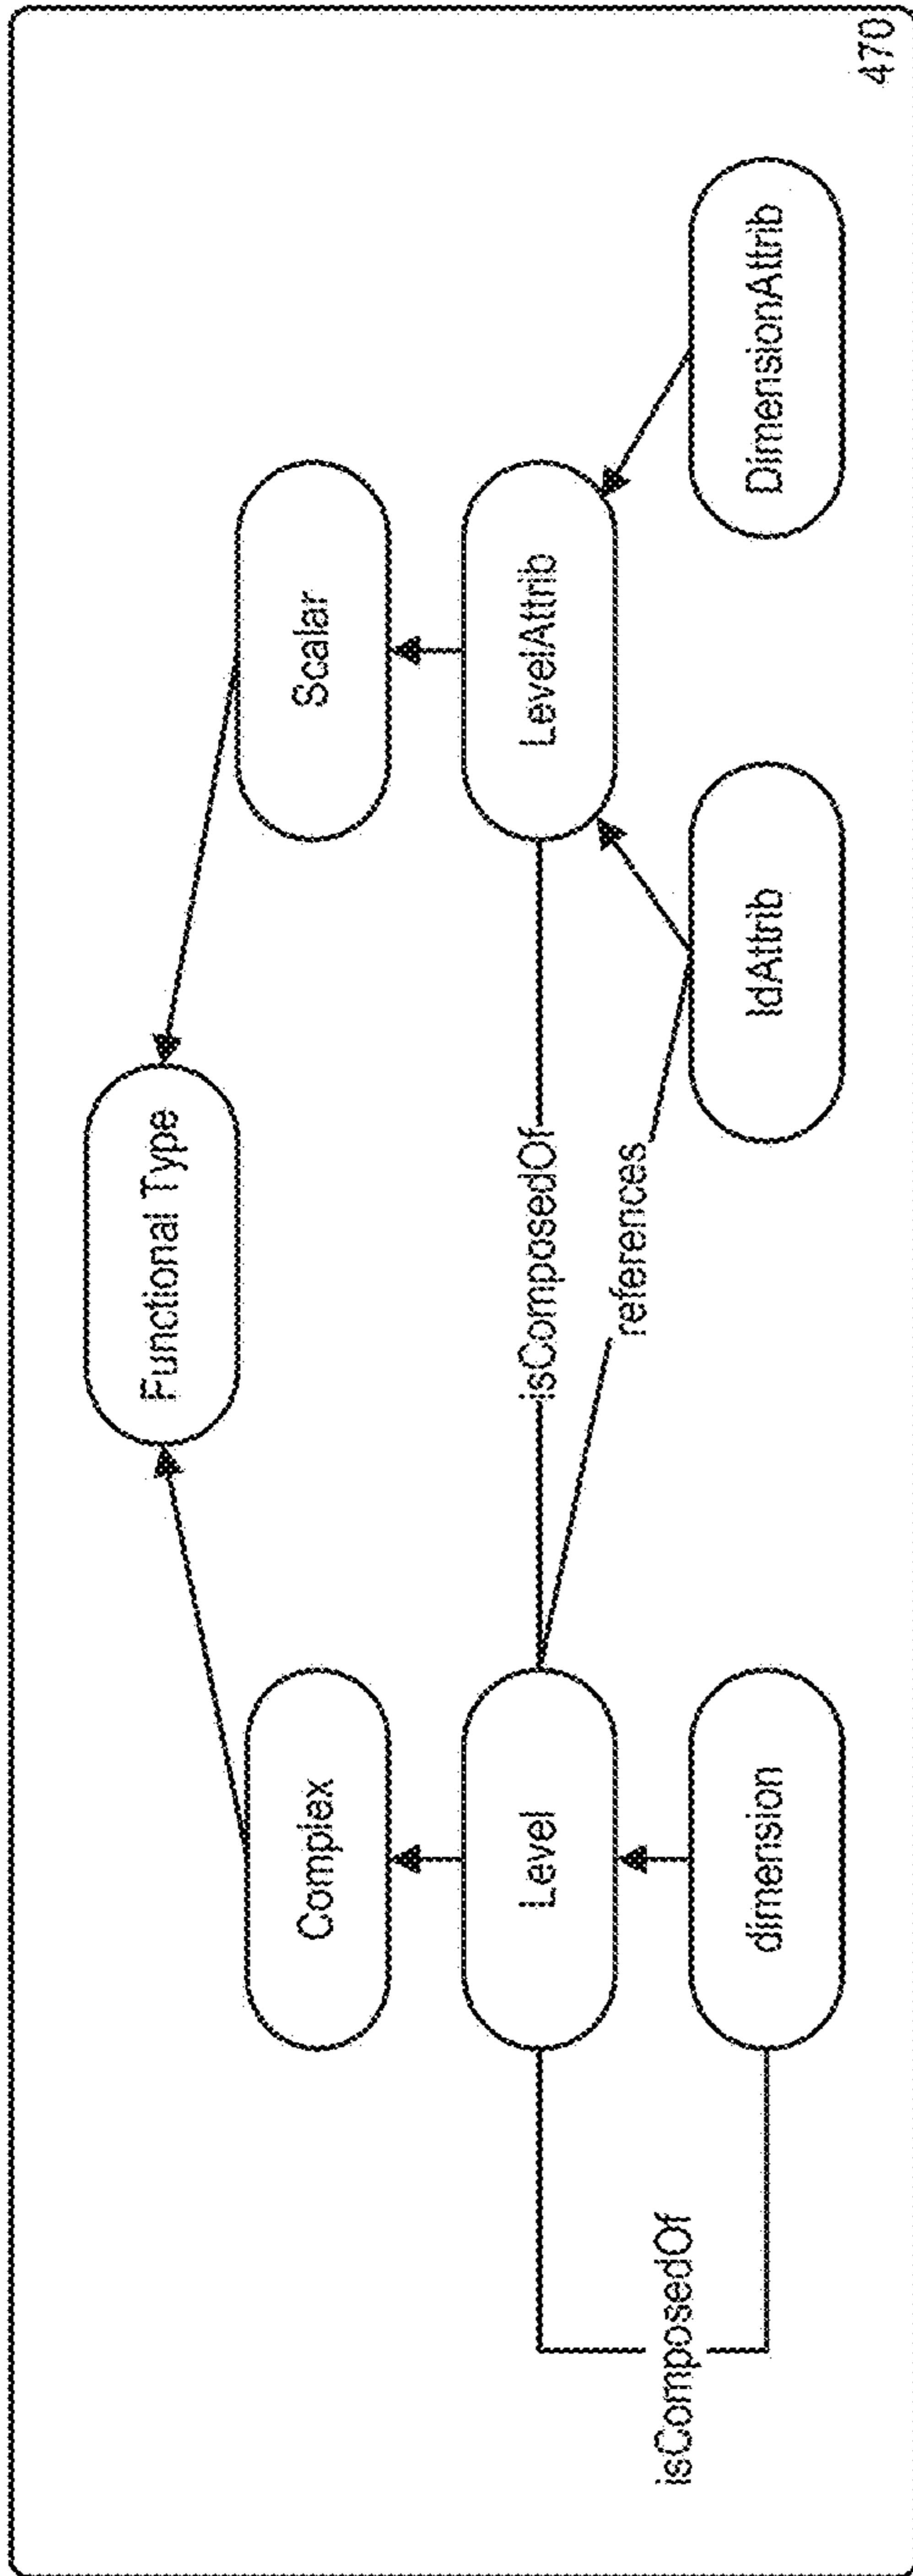 Functional Type
Complex
Scalar
Level
isComposedOf
LevelAttrib
references
isComposedOf
dimension
IdAttrib
DimensionAttrib
470